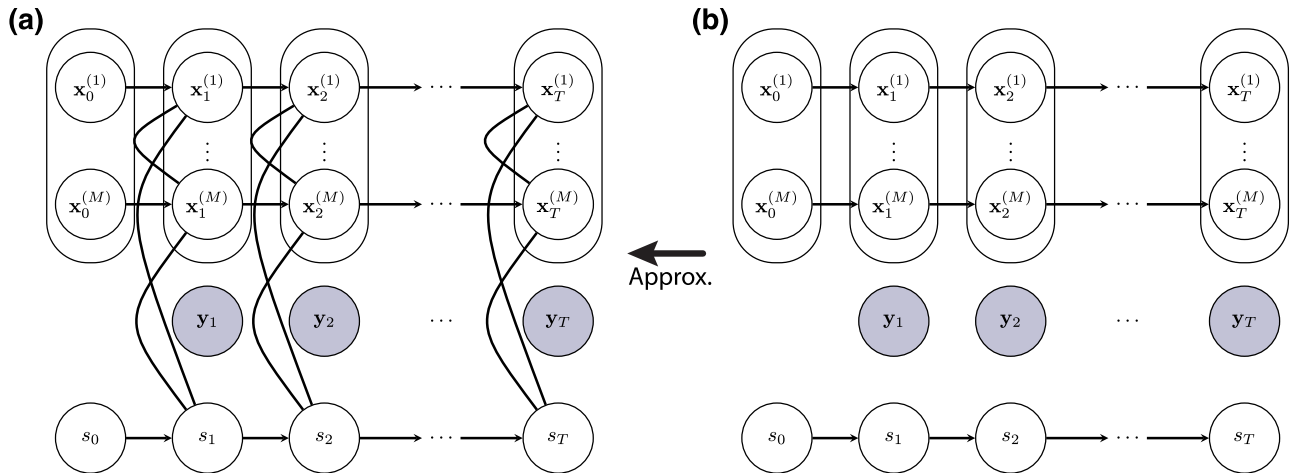 (a) (b)
x_0^{(1)} x_1^{(1)} x_2^{(1)} ··· x_T^{(1)} x_0^{(1)} x_1^{(1)} x_2^{(1)} ··· x_T^{(1)}
⋮ ⋮ ⋮ ⋮ ⋮ ⋮
x_0^{(M)} x_1^{(M)} x_2^{(M)} ··· x_T^{(M)} x_0^{(M)} x_1^{(M)} x_2^{(M)} ··· x_T^{(M)}
Approx.
y_1 y_2 ··· y_T y_1 y_2 ··· y_T
s_0 s_1 s_2 ··· s_T s_0 s_1 s_2 ··· s_T